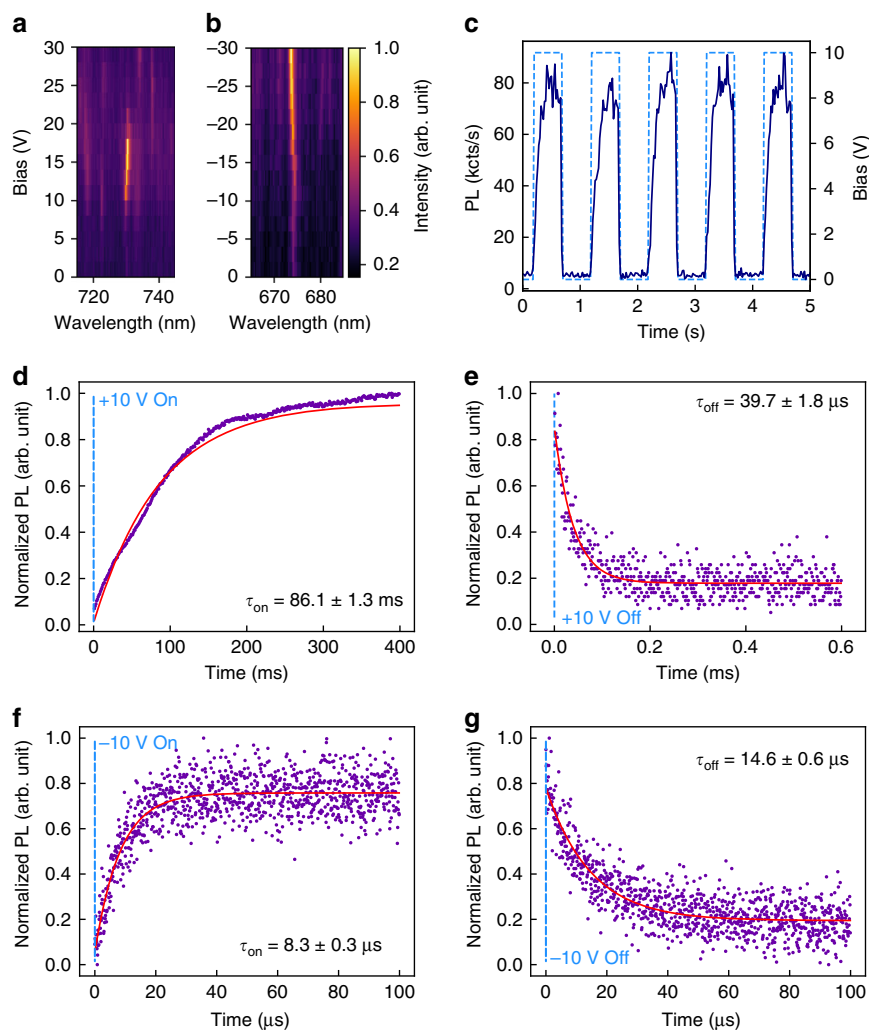 a
30
25
20
15
10
5
0
Bias (V)
720
740
Wavelength (nm)
b
−30
−25
−20
−15
−10
−5
0
670
680
Wavelength (nm)
1.0
0.8
0.6
0.4
0.2
Intensity (arb. unit)
c
80
60
40
20
0
PL (kcts/s)
10
8
6
4
2
0
Bias (V)
0 1 2 3 4 5
Time (s)
d
1.0
0.8
0.6
0.4
0.2
0.0
Normalized PL (arb. unit)
+10 V On
τon = 86.1 ± 1.3 ms
0 100 200 300 400
Time (ms)
e
1.0
0.8
0.6
0.4
0.2
0.0
Normalized PL (arb. unit)
τoff = 39.7 ± 1.8 μs
+10 V Off
0.0 0.2 0.4 0.6
Time (ms)
f
1.0
0.8
0.6
0.4
0.2
0.0
Normalized PL (arb. unit)
−10 V On
τon = 8.3 ± 0.3 μs
0 20 40 60 80 100
Time (μs)
g
1.0
0.8
0.6
0.4
0.2
0.0
Normalized PL (arb. unit)
τoff = 14.6 ± 0.6 μs
−10 V Off
0 20 40 60 80 100
Time (μs)